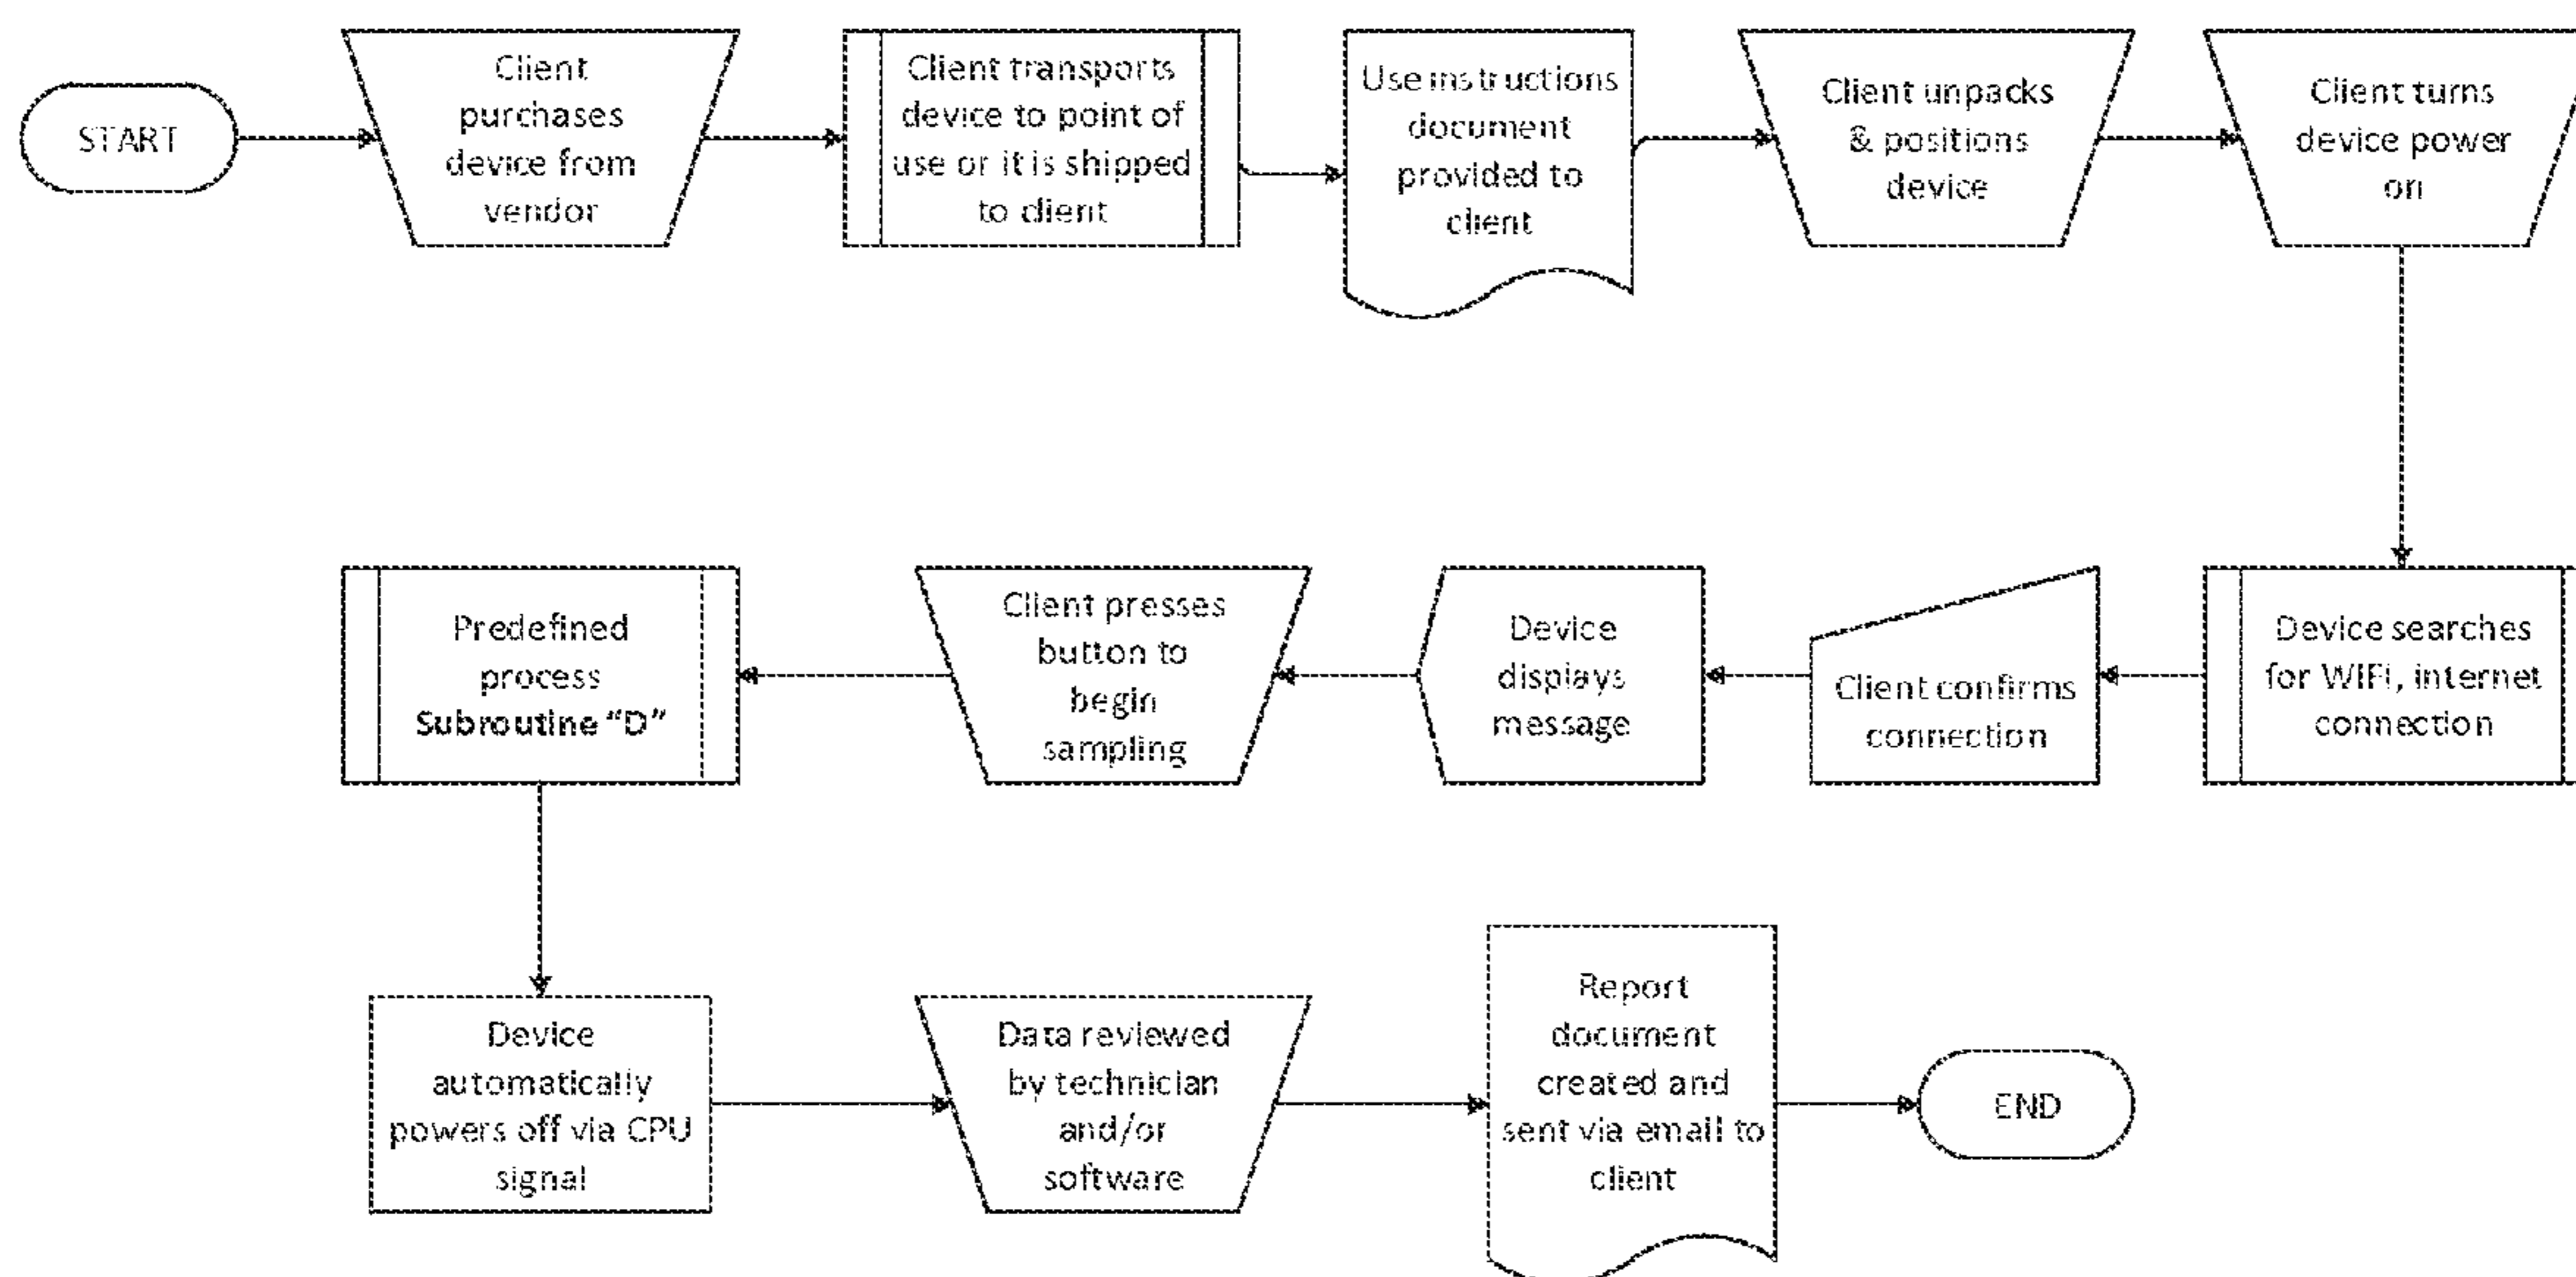 START
Client
purchases
device from
vendor
Client transports
device to point of
use or it is shipped
to client
Use instructions
document
provided to
client
Client unpacks
& positions
device
Client turns
device power
on
Device searches
for WIFI, internet
connection
Client confirms
connection
Device
displays
message
Client presses
button to
begin
sampling
Predefined
process
Subroutine “D”
Device
automatically
powers off via CPU
signal
Data reviewed
by technician
and/or
software
Report
document
created and
sent via email to
client
END